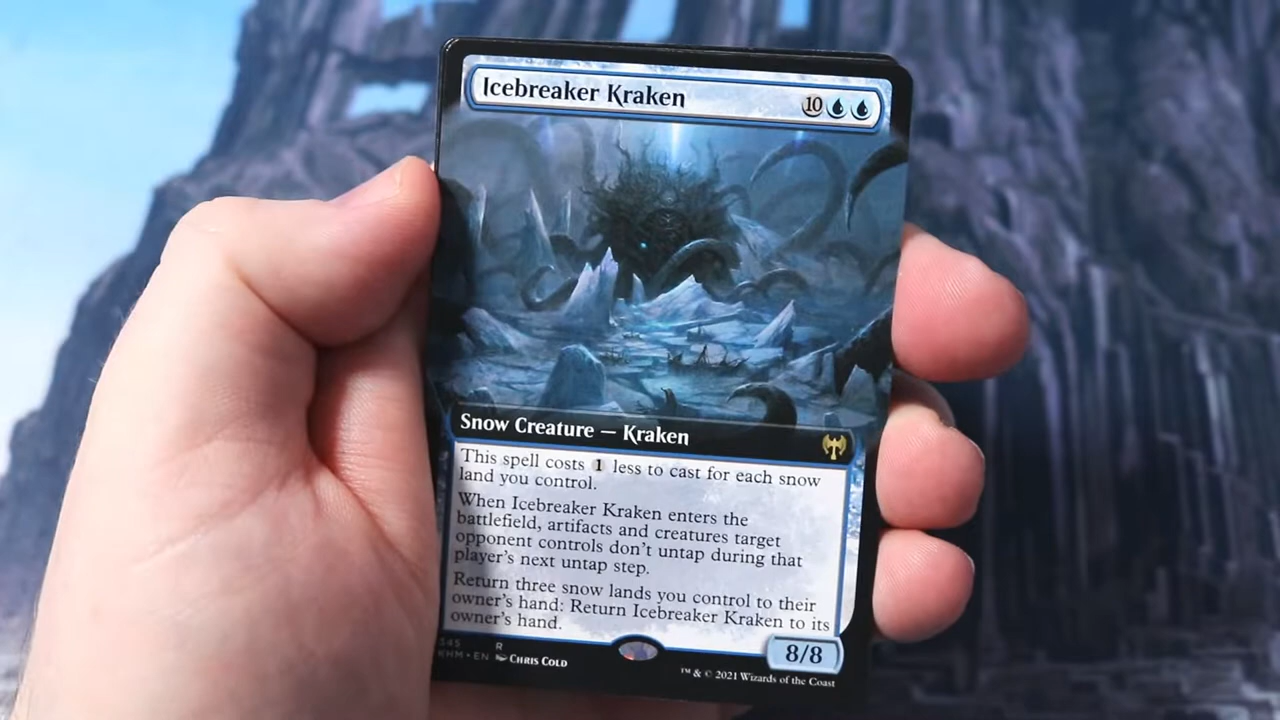 Icebreaker Kraken 10
Snow Creature — Kraken
This spell costs 1 less to cast for each snow
land you control.
When Icebreaker Kraken enters the
battlefield, artifacts and creatures target
opponent controls don't untap during that
player's next untap step.
Return three snow lands you control to their
owner's hand: Return Icebreaker Kraken to its
owner's hand.
8/8
345 R
KHM • EN CHRIS COLD
™ & © 2021 Wizards of the Coast